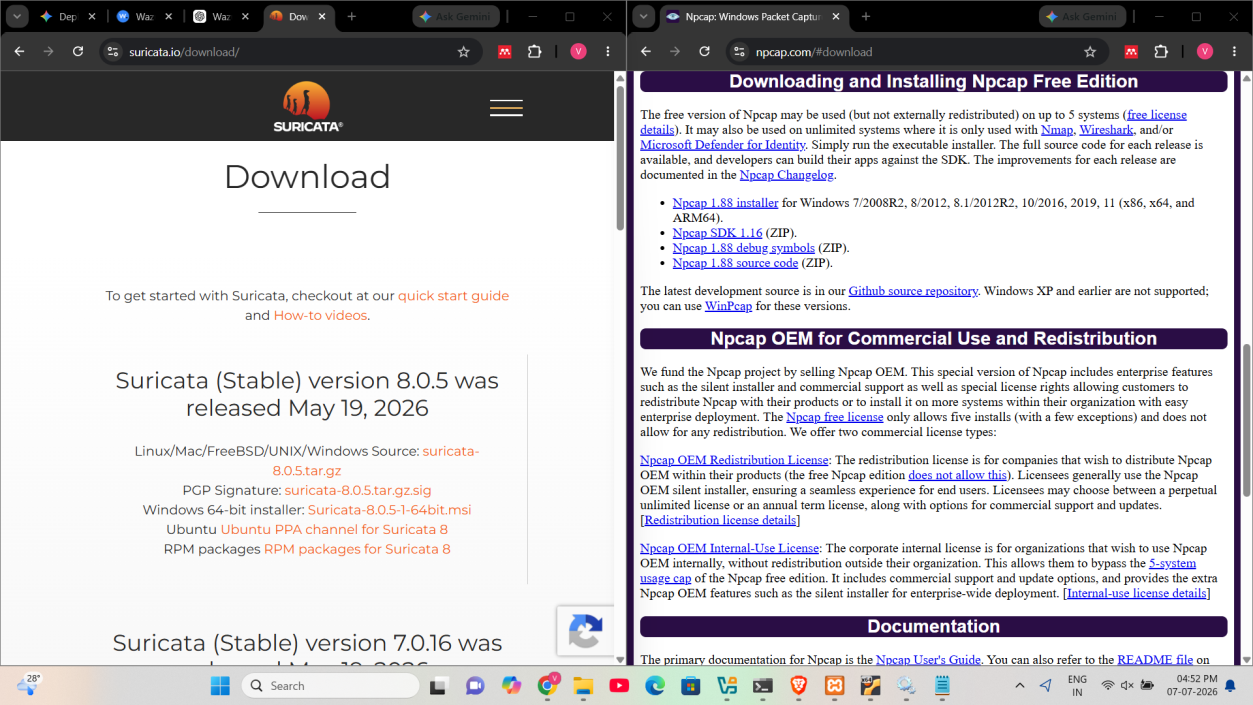 Dep
Waz
Waz
Dow
Ask Gemini
suricata.io/download/
SURICATA®
Download
To get started with Suricata, checkout at our quick start guide
and How-to videos.
Suricata (Stable) version 8.0.5 was
released May 19, 2026
Linux/Mac/FreeBSD/UNIX/Windows Source: suricata-
8.0.5.tar.gz
PGP Signature: suricata-8.0.5.tar.gz.sig
Windows 64-bit installer: Suricata-8.0.5-1-64bit.msi
Ubuntu Ubuntu PPA channel for Suricata 8
RPM packages RPM packages for Suricata 8
Suricata (Stable) version 7.0.16 was
Npcap: Windows Packet Captur
Ask Gemini
npcap.com/#download
Downloading and Installing Npcap Free Edition
The free version of Npcap may be used (but not externally redistributed) on up to 5 systems (free license
details). It may also be used on unlimited systems where it is only used with Nmap, Wireshark, and/or
Microsoft Defender for Identity. Simply run the executable installer. The full source code for each release is
available, and developers can build their apps against the SDK. The improvements for each release are
documented in the Npcap Changelog.
• Npcap 1.88 installer for Windows 7/2008R2, 8/2012, 8.1/2012R2, 10/2016, 2019, 11 (x86, x64, and
ARM64).
• Npcap SDK 1.16 (ZIP).
• Npcap 1.88 debug symbols (ZIP).
• Npcap 1.88 source code (ZIP).
The latest development source is in our Github source repository. Windows XP and earlier are not supported;
you can use WinPcap for these versions.
Npcap OEM for Commercial Use and Redistribution
We fund the Npcap project by selling Npcap OEM. This special version of Npcap includes enterprise features
such as the silent installer and commercial support as well as special license rights allowing customers to
redistribute Npcap with their products or to install it on more systems within their organization with easy
enterprise deployment. The Npcap free license only allows five installs (with a few exceptions) and does not
allow for any redistribution. We offer two commercial license types:
Npcap OEM Redistribution License: The redistribution license is for companies that wish to distribute Npcap
OEM within their products (the free Npcap edition does not allow this). Licensees generally use the Npcap
OEM silent installer, ensuring a seamless experience for end users. Licensees may choose between a perpetual
unlimited license or an annual term license, along with options for commercial support and updates.
[Redistribution license details]
Npcap OEM Internal-Use License: The corporate internal license is for organizations that wish to use Npcap
OEM internally, without redistribution outside their organization. This allows them to bypass the 5-system
usage cap of the Npcap free edition. It includes commercial support and update options, and provides the extra
Npcap OEM features such as the silent installer for enterprise-wide deployment. [Internal-use license details]
Documentation
The primary documentation for Npcap is the Npcap User's Guide. You can also refer to the README file on
28°
Search
ENG
IN
04:52 PM
07-07-2026